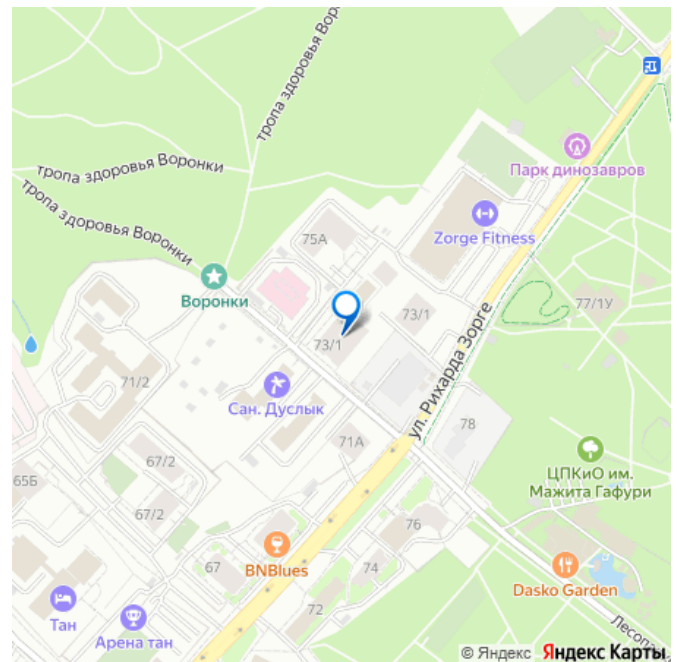 тропа здоровья Воронки
Парк динозавров
тропа здоровья Воронки
тропа здоровья Воронки
75А
Zorge Fitness
Воронки
73/1
77/1У
73/1
ул. Рихарда Зорге
71/2
Сан. Дуслык
71А
78
67/2
65Б
ЦПКиО им.
Мажита Гафури
67/2
76
67
BNBlues
74
Dasko Garden
72
Тан
Арена тан
Лесопа
© Яндекс Яндекс Карты